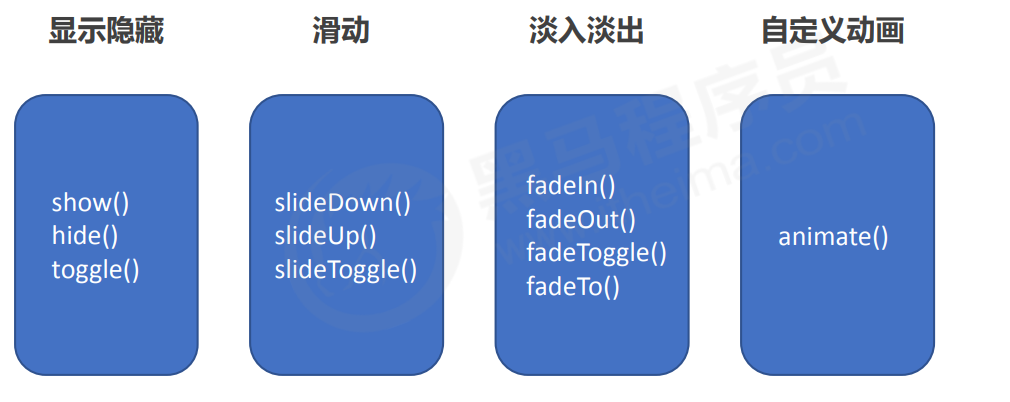 显示隐藏
滑动
淡入淡出
自定义动画
show()
hide()
toggle()
slideDown()
slideUp()
slideToggle()
fadeIn()
fadeOut()
fadeToggle()
fadeTo()
animate()
黑马程序员
www.itheima.com